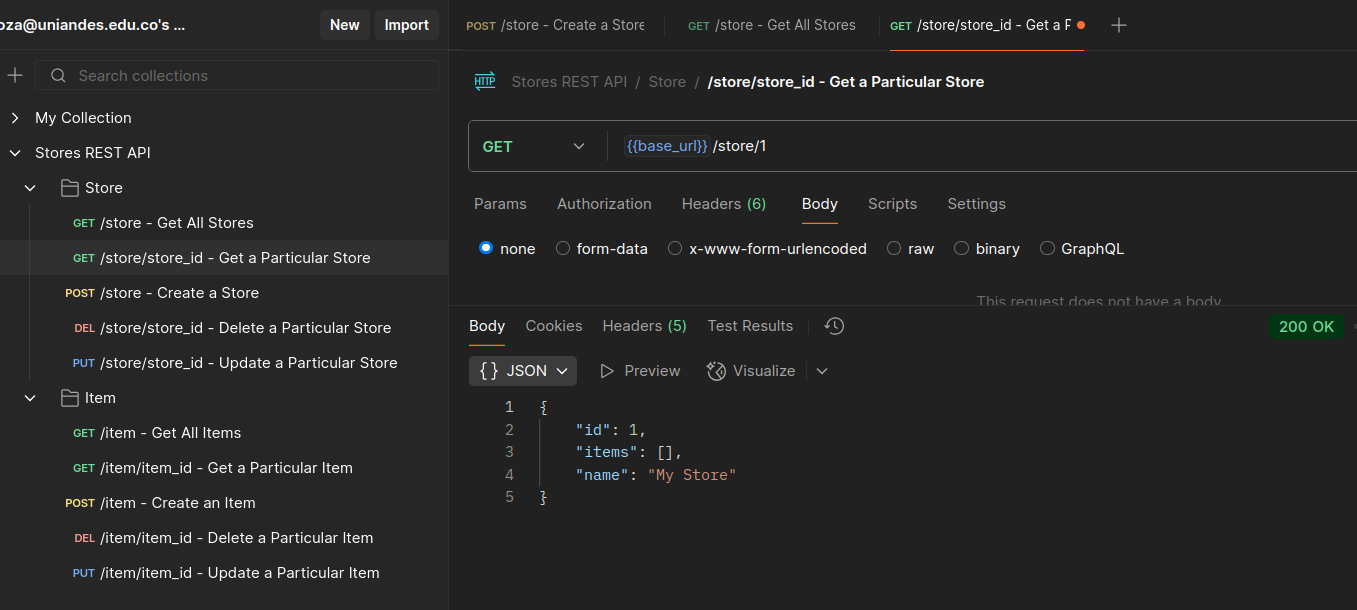 oza@uniandes.edu.co's ...
New
Import
POST /store - Create a Store
GET /store - Get All Stores
GET /store/store_id - Get a P
Search collections
My Collection
Stores REST API
Store
GET /store - Get All Stores
GET /store/store_id - Get a Particular Store
POST /store - Create a Store
DEL /store/store_id - Delete a Particular Store
PUT /store/store_id - Update a Particular Store
Item
GET /item - Get All Items
GET /item/item_id - Get a Particular Item
POST /item - Create an Item
DEL /item/item_id - Delete a Particular Item
PUT /item/item_id - Update a Particular Item
HTTP Stores REST API / Store / /store/store_id - Get a Particular Store
GET {{base_url}} /store/1
Params Authorization Headers (6) Body Scripts Settings
none form-data x-www-form-urlencoded raw binary GraphQL
This request does not have a body
Body Cookies Headers (5) Test Results 200 OK
{} JSON Preview Visualize
1 {
2 "id": 1,
3 "items": [],
4 "name": "My Store"
5 }